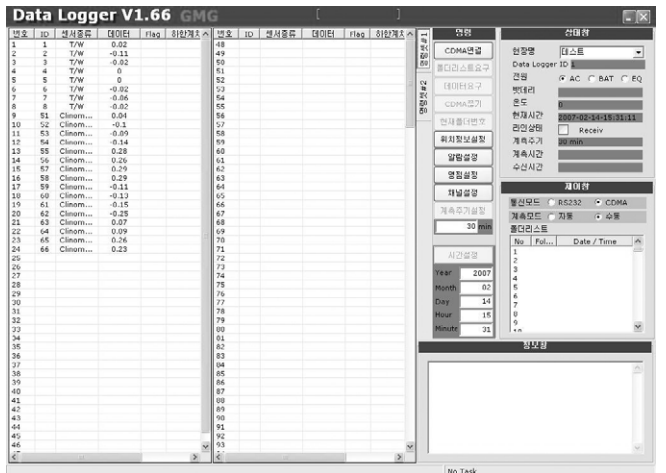 Data Logger V1.66 GMG [ ]
번호 ID 센서종류 데이터 Flag 하한계치
1 1 T/W 0.02
2 2 T/W -0.11
3 3 T/W -0.02
4 4 T/W 0
5 5 T/W 0
6 6 T/W -0.02
7 7 T/W -0.06
8 8 T/W -0.02
9 51 Clinom... 0.04
10 52 Clinom... -0.1
11 53 Clinom... -0.09
12 54 Clinom... -0.14
13 55 Clinom... 0.28
14 56 Clinom... 0.26
15 57 Clinom... 0.29
16 58 Clinom... 0.29
17 59 Clinom... -0.11
18 60 Clinom... -0.13
19 61 Clinom... -0.15
20 62 Clinom... -0.25
21 63 Clinom... 0.07
22 64 Clinom... 0.09
23 65 Clinom... 0.26
24 66 Clinom... 0.23
25
26
27
28
29
30
31
32
33
34
35
36
37
38
39
40
41
42
43
44
45
46
번호 ID 센서종류 데이터 Flag 하한계치
48
49
50
51
52
53
54
55
56
57
58
59
60
61
62
63
64
65
66
67
68
69
70
71
72
73
74
75
76
77
78
79
80
81
82
83
84
85
86
87
88
89
90
91
92
93
명령
CDMA연결
폴더리스트요구
데이터요구
CDMA끊기
현재폴더번호
위치정보설정
알람설정
영점설정
채널설정
계측주기설정
30 min
시간설정
Year 2007
Month 02
Day 14
Hour 15
Minute 31
상태창
현장명 테스트
Data Logger ID 1
전원 AC BAT EQ
밧데리
온도 0
현재시간 2007-02-14-15:31:11
라인상태 Receiv
계측주기 30 min
계측시간
수신시간
제어창
통신모드 RS232 CDMA
계측모드 자동 수동
폴더리스트
No Fol... Date / Time
1
2
3
4
5
6
7
8
9
10
정보창
No Task